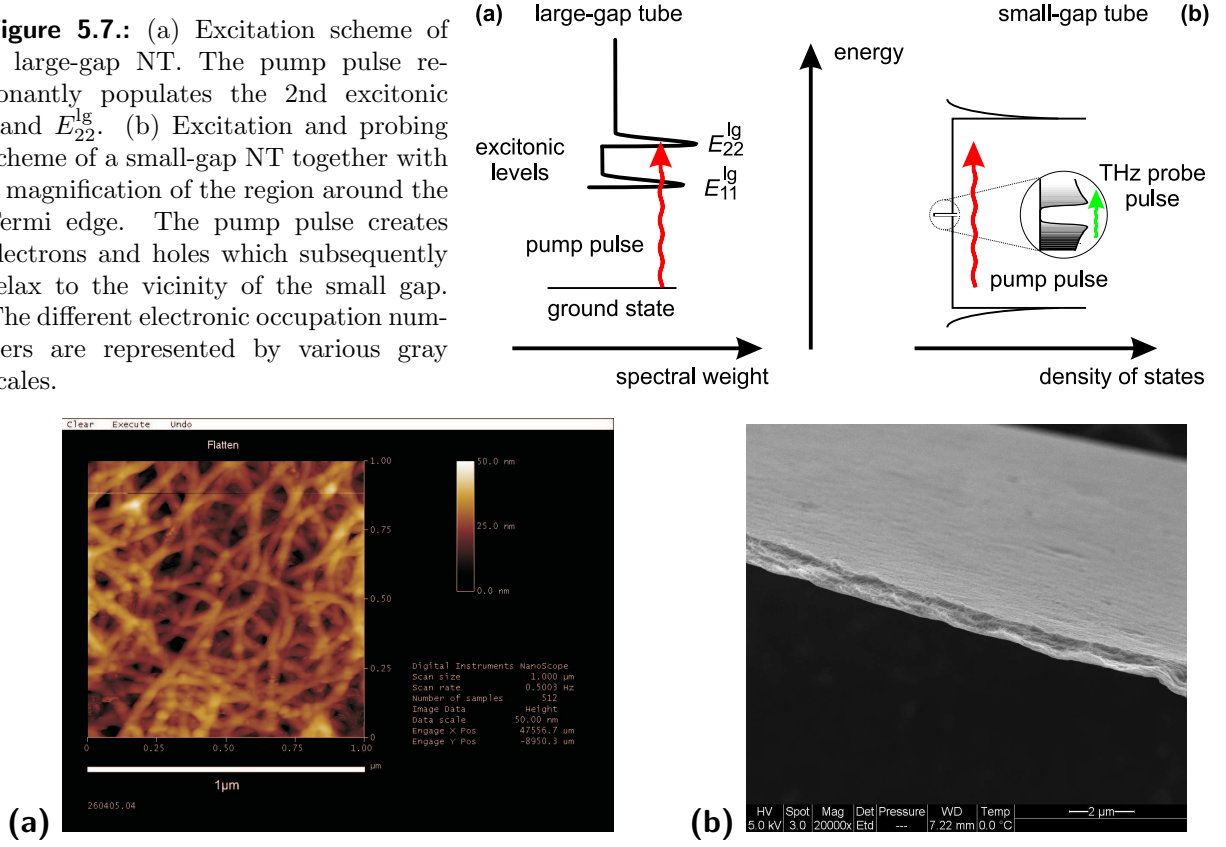 igure 5.7.: (a) Excitation scheme of
large-gap NT. The pump pulse re-
onantly populates the 2nd excitonic
and E₂₂ˡᵍ. (b) Excitation and probing
cheme of a small-gap NT together with
magnification of the region around the
ermi edge. The pump pulse creates
lectrons and holes which subsequently
elax to the vicinity of the small gap.
The different electronic occupation num-
ers are represented by various gray
cales.
(a)
large-gap tube
E₂₂ˡᵍ
excitonic
levels
E₁₁ˡᵍ
pump pulse
ground state
spectral weight
energy
small-gap tube
(b)
THz probe
pulse
pump pulse
density of states
Clear Execute Undo
Flatten
1.00
0.75
0.50
0.25
0
0 0.25 0.50 0.75 1.00
µm
1µm
50.0 nm
25.0 nm
0.0 nm
Digital Instruments NanoScope
Scan size 1.000 µm
Scan rate 0.5003 Hz
Number of samples 512
Image Data Height
Data scale 50.00 nm
Engage X Pos 47556.7 um
Engage Y Pos -8950.3 um
260405.04
(a)
HV Spot Mag Det Pressure WD Temp
5.0 kV 3.0 20000x Etd --- 7.22 mm 0.0 °C
2 µm
(b)